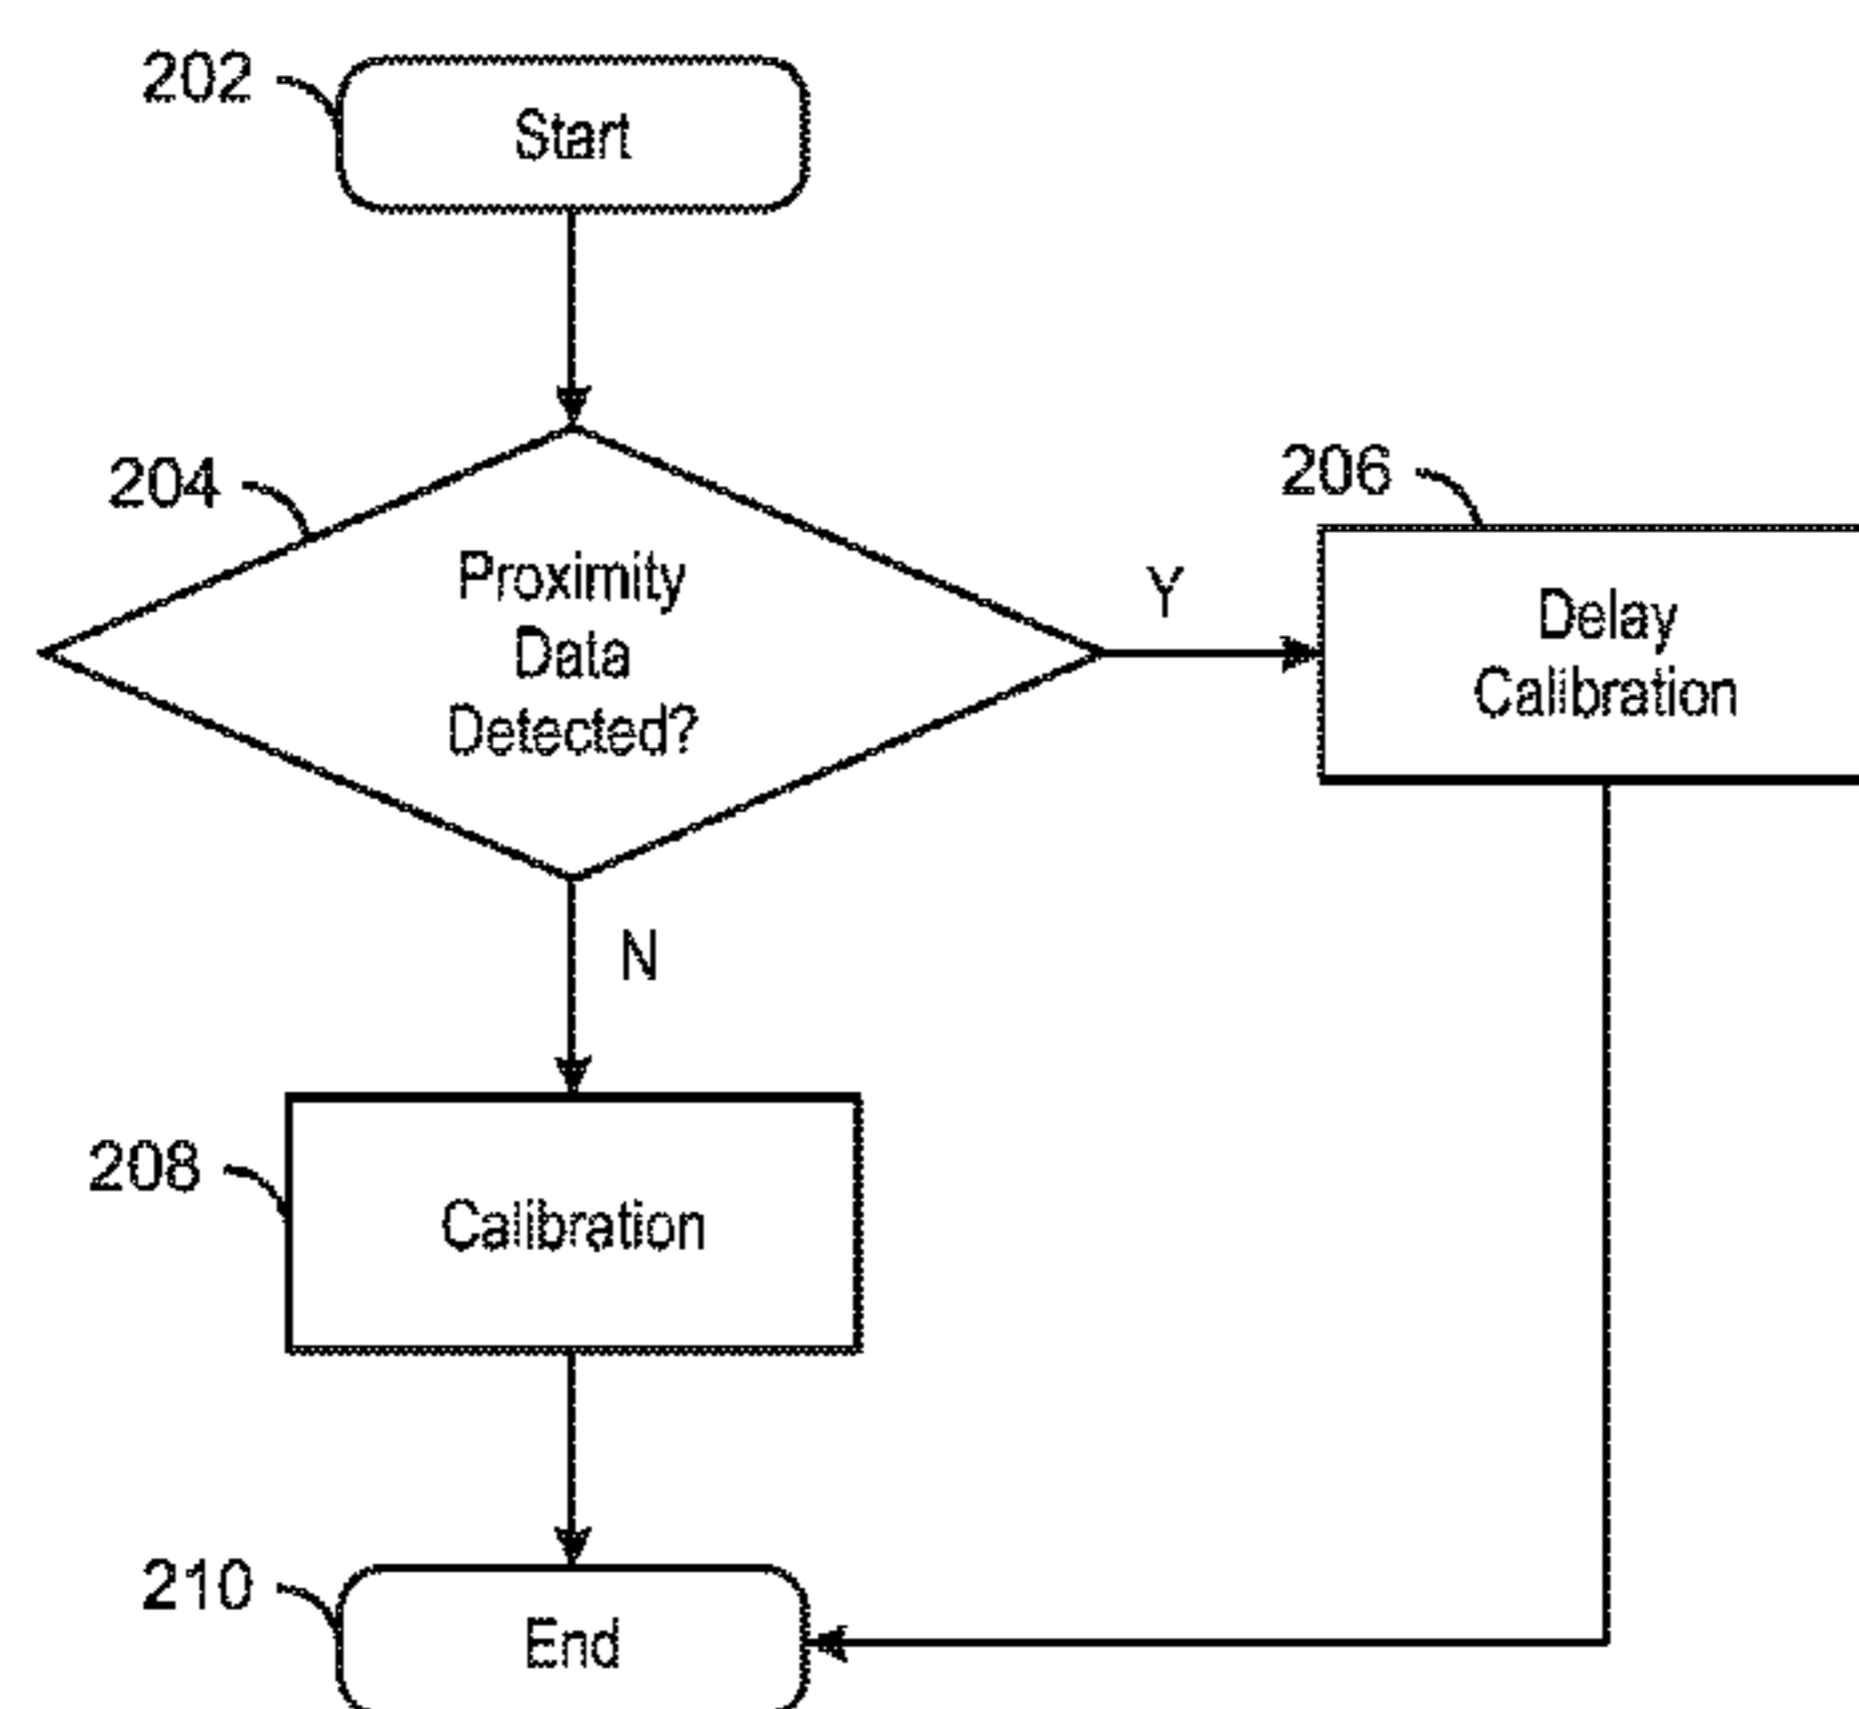 202
Start
204
Proximity
Data
Detected?
Y
206
Delay
Calibration
N
208
Calibration
210
End